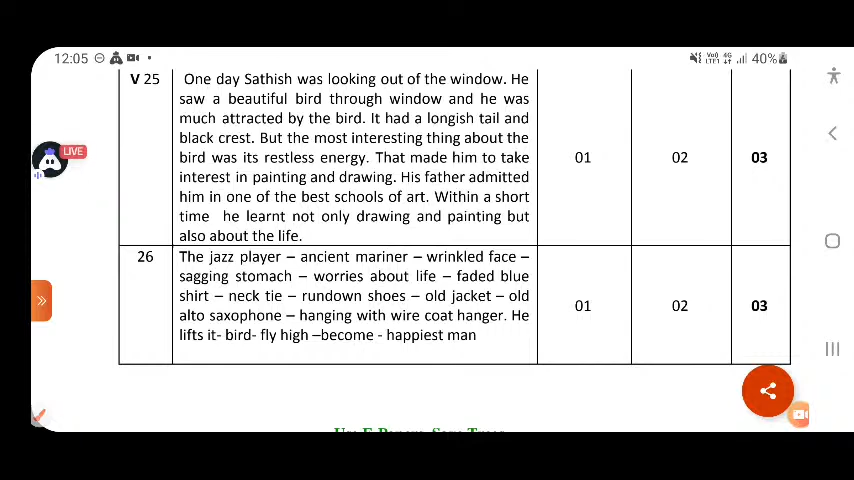 12:05
40%
LIVE
V 25
One day Sathish was looking out of the window. He
saw a beautiful bird through window and he was
much attracted by the bird. It had a longish tail and
black crest. But the most interesting thing about the
bird was its restless energy. That made him to take
interest in painting and drawing. His father admitted
him in one of the best schools of art. Within a short
time he learnt not only drawing and painting but
also about the life.
01
02
03
26
The jazz player – ancient mariner – wrinkled face –
sagging stomach – worries about life – faded blue
shirt – neck tie – rundown shoes – old jacket – old
alto saxophone – hanging with wire coat hanger. He
lifts it- bird- fly high –become - happiest man
01
02
03